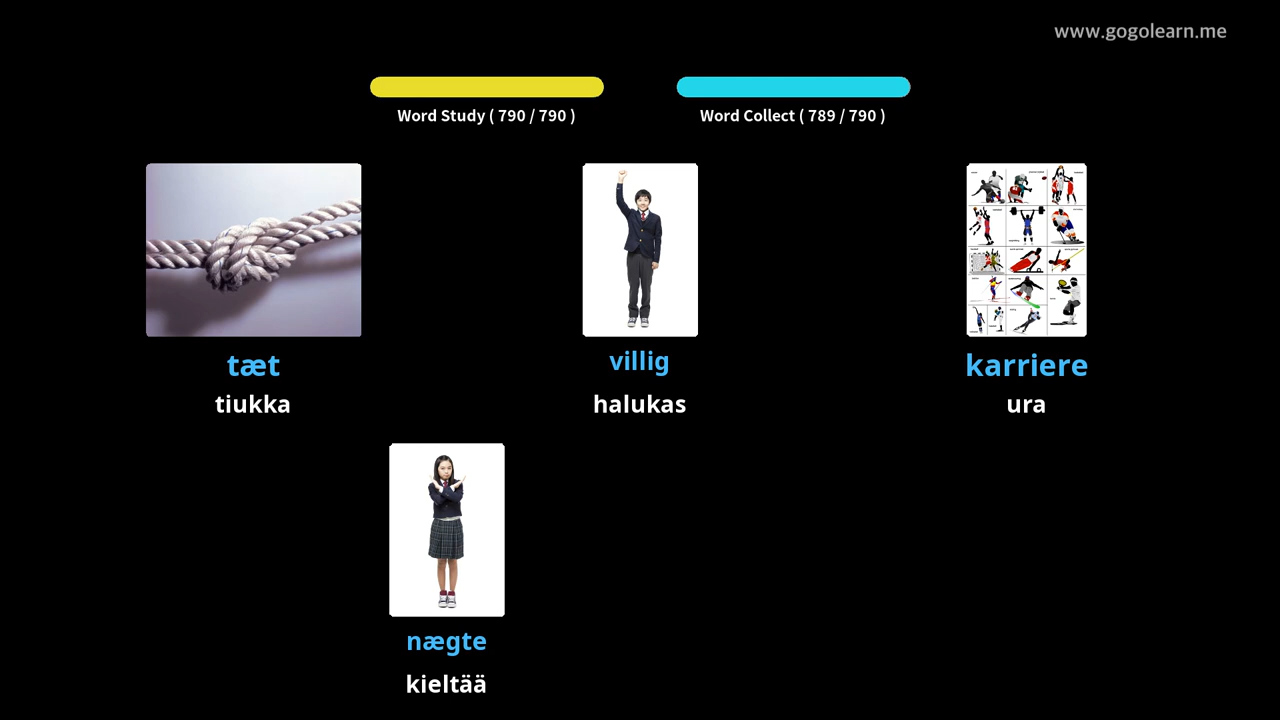 www.gogolearn.me
Word Study ( 790 / 790 )
Word Collect ( 789 / 790 )
tæt
villig
karriere
tiukka
halukas
ura
nægte
kieltää